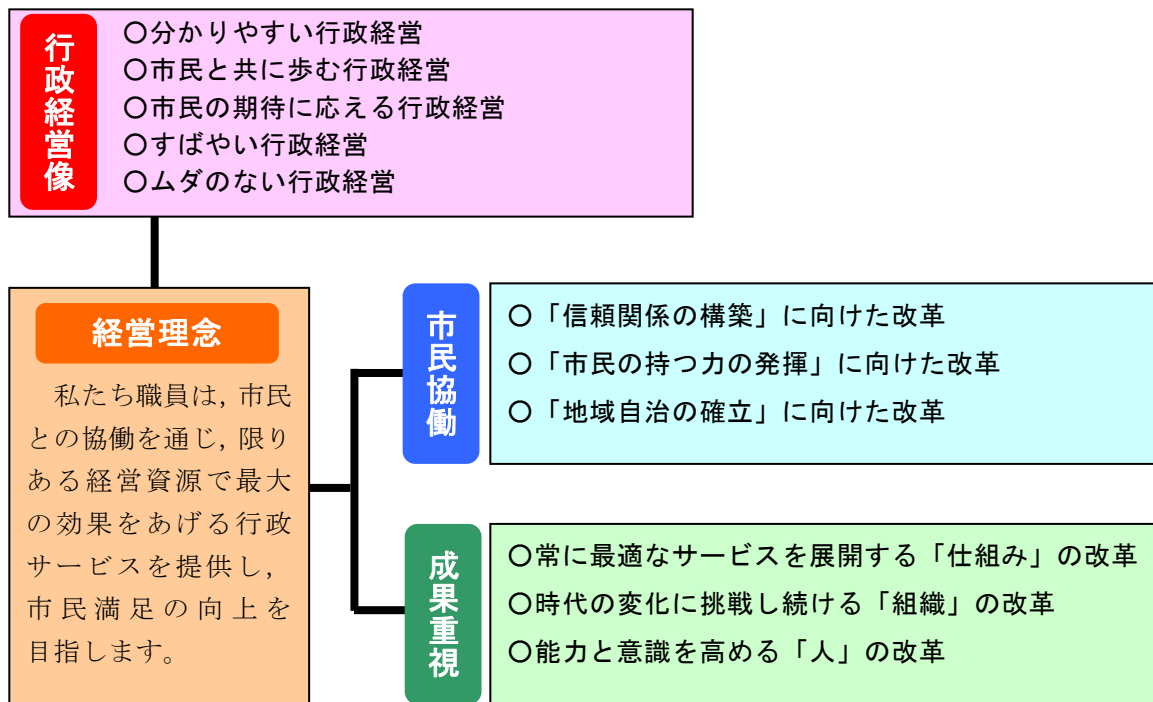 行政経営像
〇分かりやすい行政経営
〇市民と共に歩む行政経営
〇市民の期待に応える行政経営
〇すばやい行政経営
〇ムダのない行政経営
経営理念
私たち職員は，市民
との協働を通じ，限り
ある経営資源で最大
の効果をあげる行政
サービスを提供し，
市民満足の向上を
目指します。
市民協働
〇「信頼関係の構築」に向けた改革
〇「市民の持つ力の発揮」に向けた改革
〇「地域自治の確立」に向けた改革
成果重視
〇常に最適なサービスを展開する「仕組み」の改革
〇時代の変化に挑戦し続ける「組織」の改革
〇能力と意識を高める「人」の改革